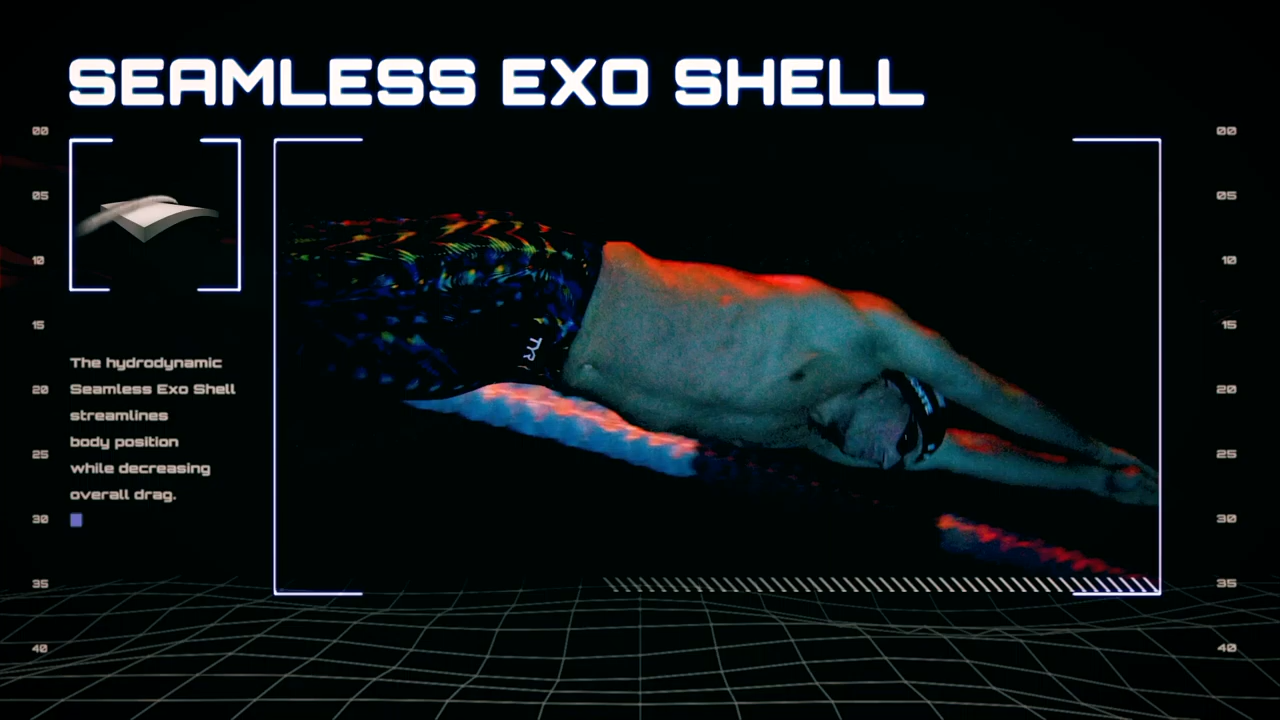 SEAMLESS EXO SHELL
00
05
10
15
20
25
30
35
40
The hydrodynamic
Seamless Exo Shell
streamlines
body position
while decreasing
overall drag.
TYR
00
05
10
15
20
25
30
35
40